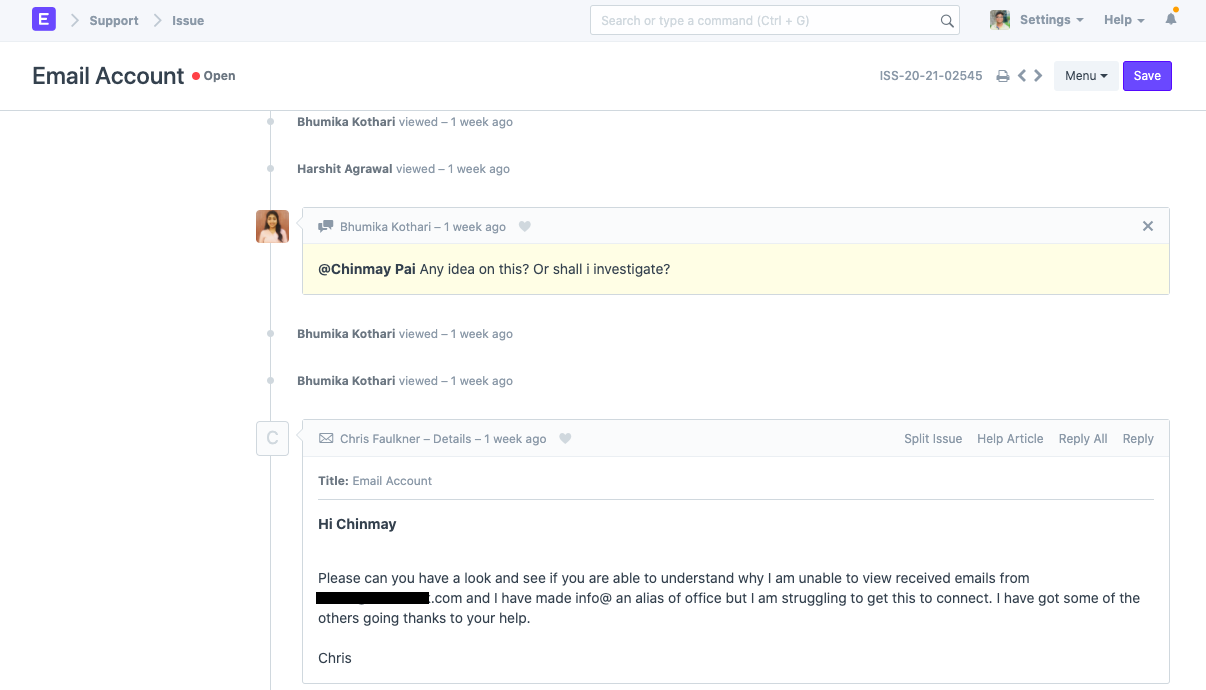 E Support Issue Search or type a command (Ctrl + G) Settings Help
Email Account Open ISS-20-21-02545 Menu Save
Bhumika Kothari viewed – 1 week ago
Harshit Agrawal viewed – 1 week ago
Bhumika Kothari – 1 week ago
@Chinmay Pai Any idea on this? Or shall i investigate?
Bhumika Kothari viewed – 1 week ago
Bhumika Kothari viewed – 1 week ago
C Chris Faulkner – Details – 1 week ago Split Issue Help Article Reply All Reply
Title: Email Account
Hi Chinmay
Please can you have a look and see if you are able to understand why I am unable to view received emails from
.com and I have made info@ an alias of office but I am struggling to get this to connect. I have got some of the
others going thanks to your help.
Chris